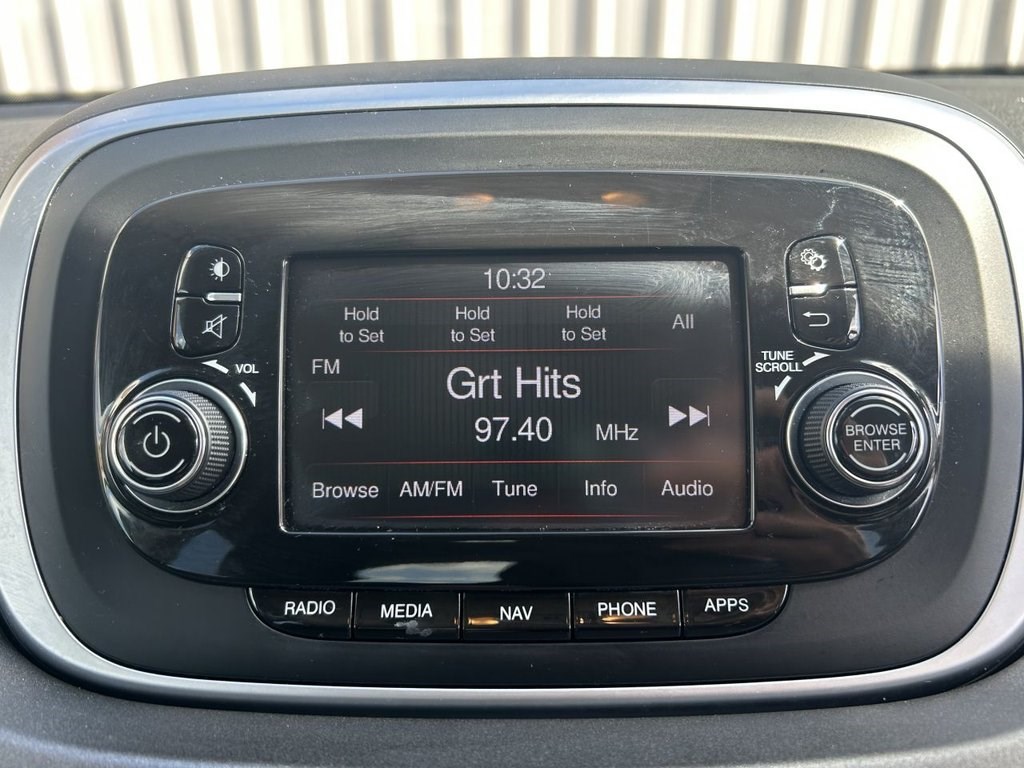 10:32
Hold to Set
Hold to Set
Hold to Set
All
FM
Grt Hits
97.40 MHz
Browse AM/FM Tune Info Audio
VOL
TUNE
SCROLL
BROWSE
ENTER
RADIO MEDIA NAV PHONE APPS